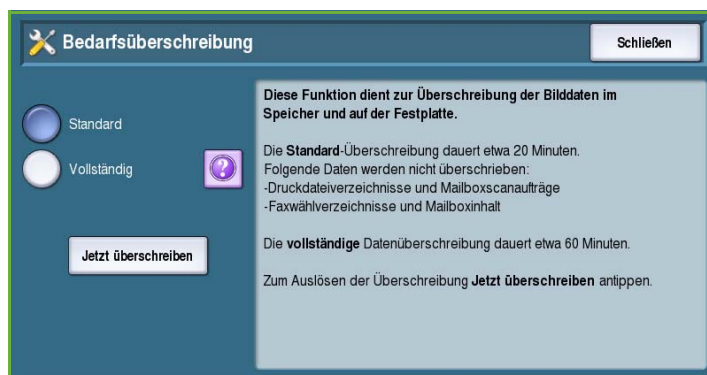 Bedarfsüberschreibung
Schließen
Standard
Vollständig
?
Jetzt überschreiben
Diese Funktion dient zur Überschreibung der Bilddaten im
Speicher und auf der Festplatte.
Die Standard-Überschreibung dauert etwa 20 Minuten.
Folgende Daten werden nicht überschrieben:
-Druckdateiverzeichnisse und Mailboxscanaufträge
-Faxwählverzeichnisse und Mailboxinhalt
Die vollständige Datenüberschreibung dauert etwa 60 Minuten.
Zum Auslösen der Überschreibung Jetzt überschreiben antippen.